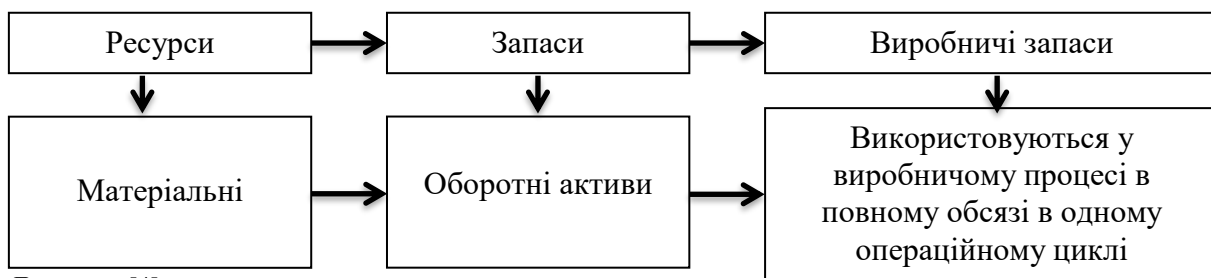 Ресурси
Запаси
Виробничі запаси
Матеріальні
Оборотні активи
Використовуються у
виробничому процесі в
повному обсязі в одному
операційному циклі